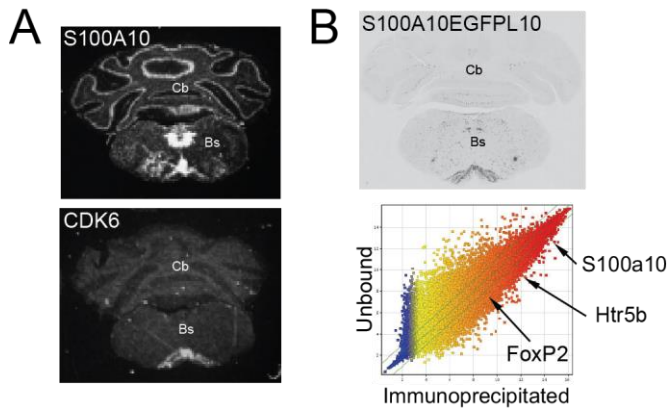 A
S100A10
Cb
Bs
CDK6
Cb
Bs
B
S100A10EGFPL10
Cb
Bs
Unbound
S100a10
Htr5b
FoxP2
Immunoprecipitated